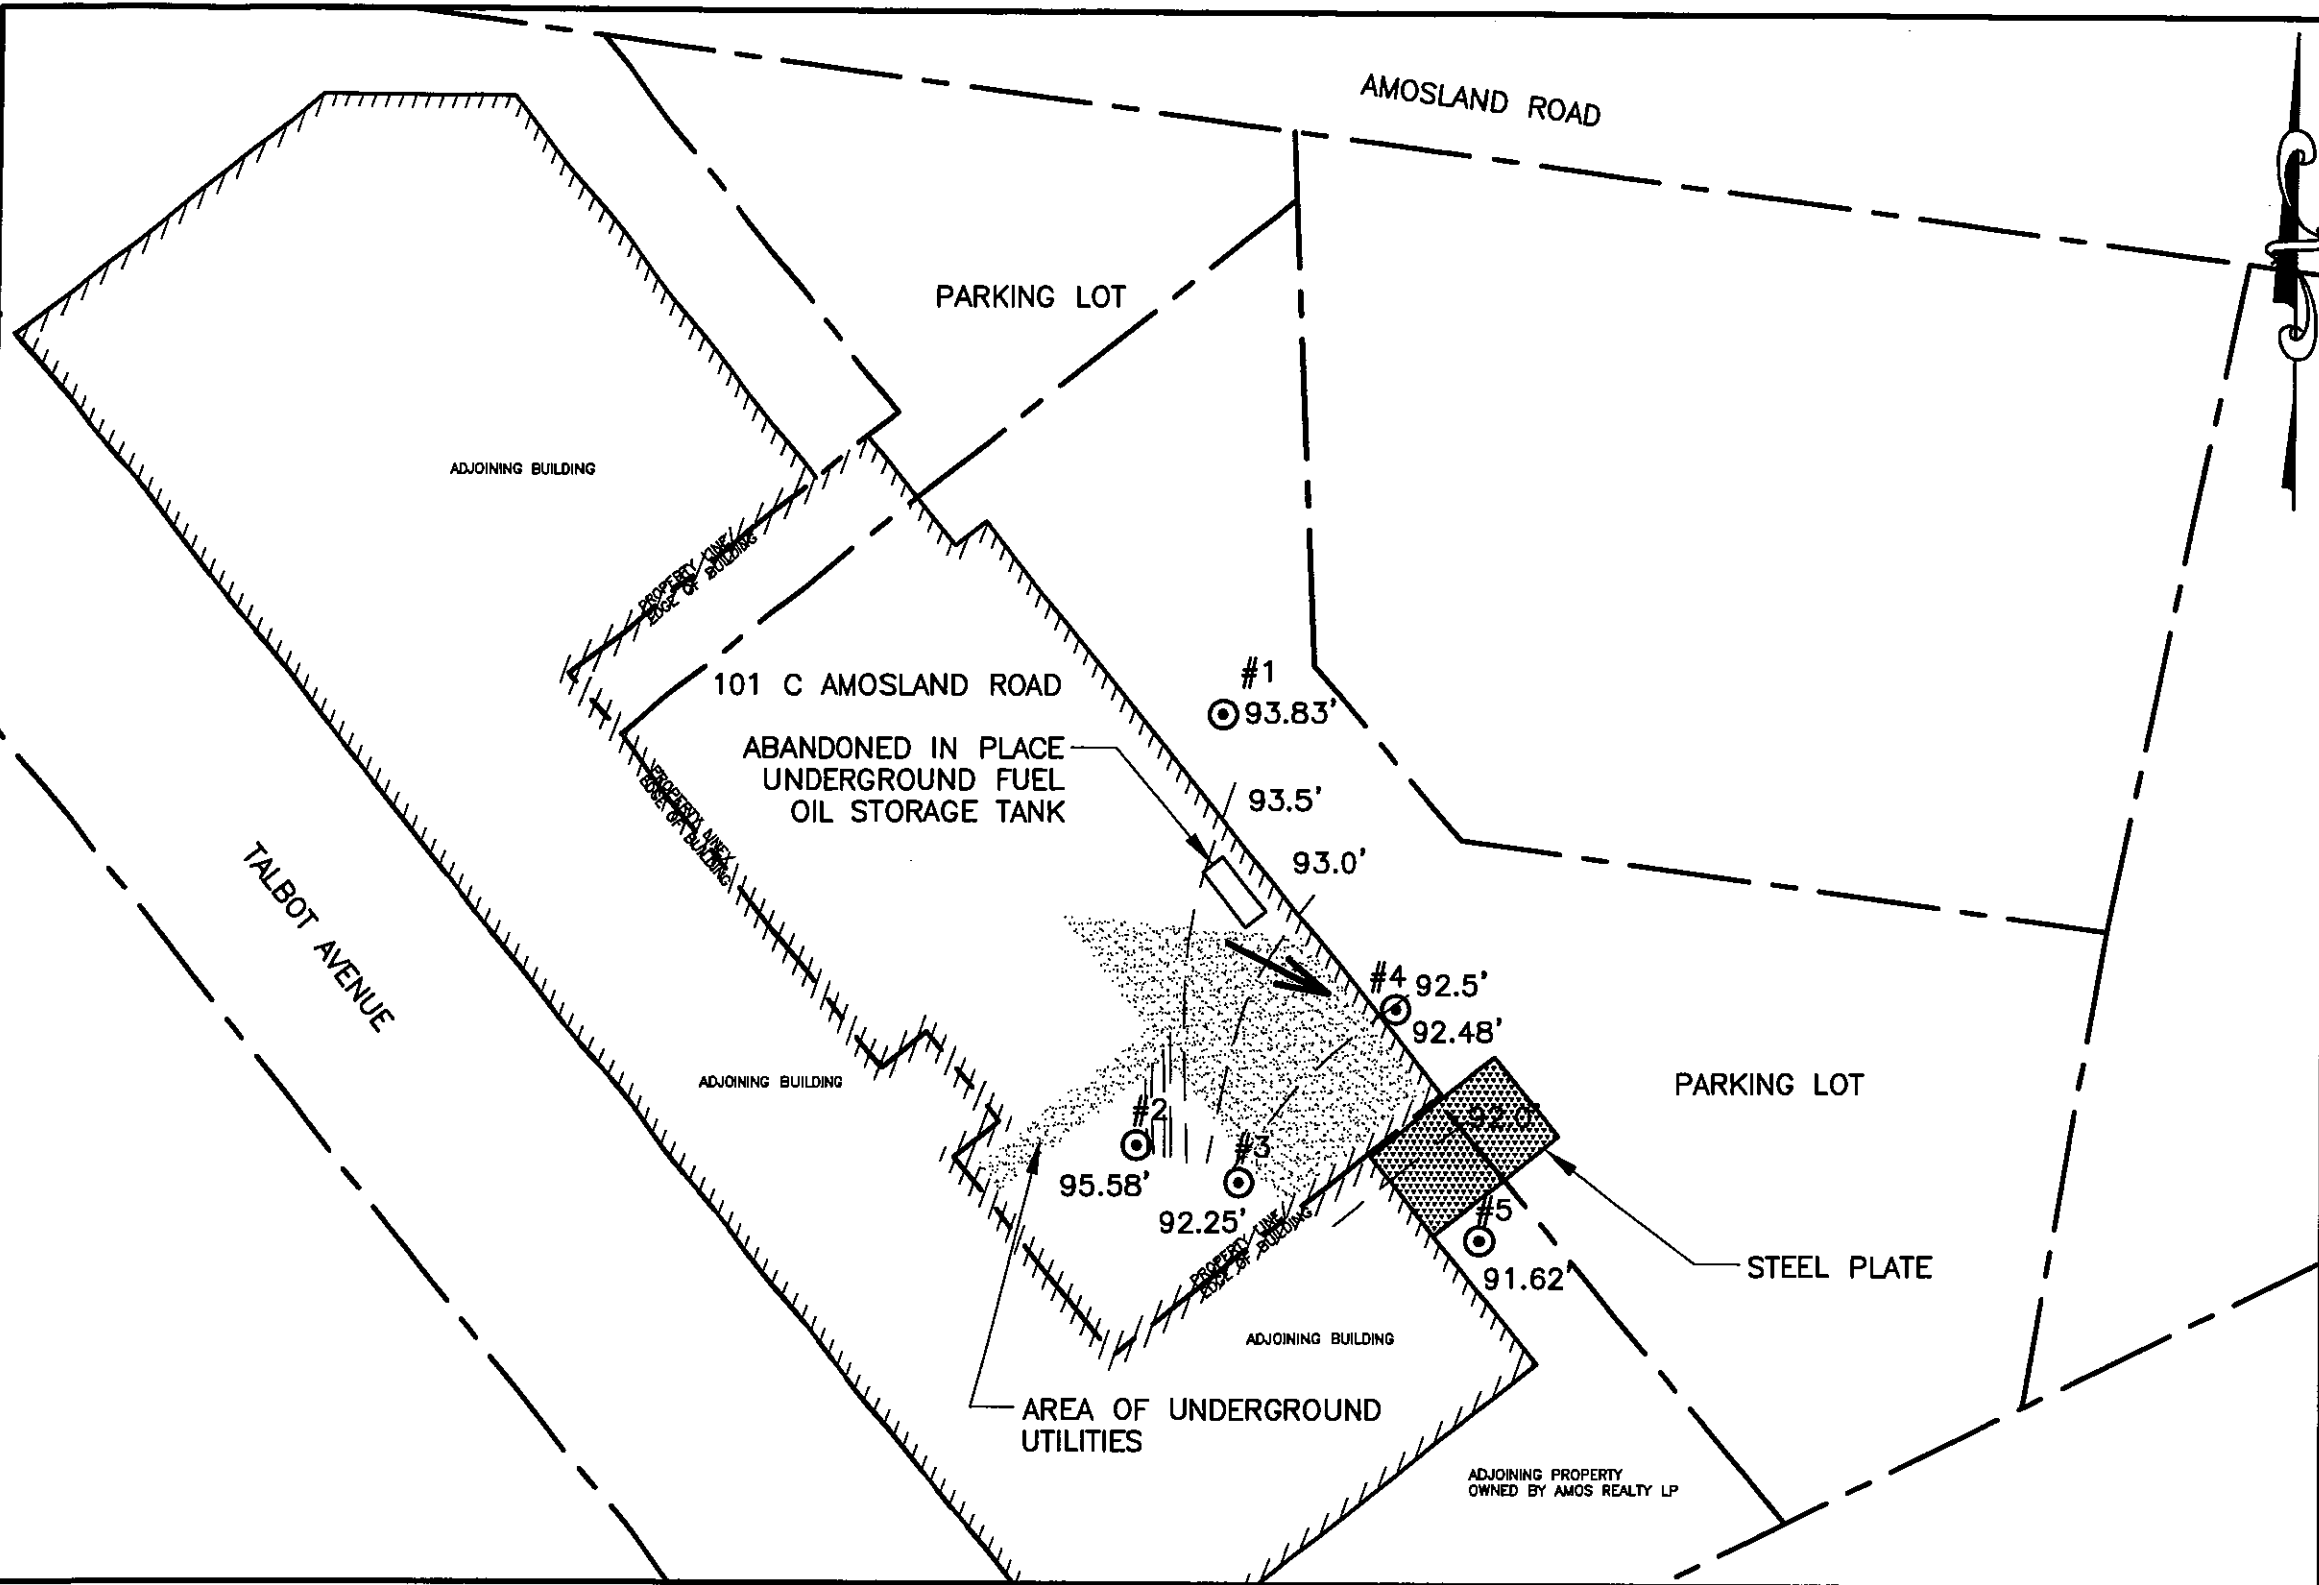 AMOSLAND ROAD
PARKING LOT
ADJOINING BUILDING
PROPERTY LINE/
EDGE OF BUILDING
101 C AMOSLAND ROAD
#1
93.83'
ABANDONED IN PLACE
UNDERGROUND FUEL
OIL STORAGE TANK
93.5'
93.0'
PROPERTY LINE/
EDGE OF BUILDING
TALBOT AVENUE
#4 92.5'
92.48'
ADJOINING BUILDING
PARKING LOT
#2
95.58'
#3
92.25'
92.0'
#5
91.62'
STEEL PLATE
PROPERTY LINE/
EDGE OF BUILDING
ADJOINING BUILDING
AREA OF UNDERGROUND
UTILITIES
ADJOINING PROPERTY
OWNED BY AMOS REALTY LP